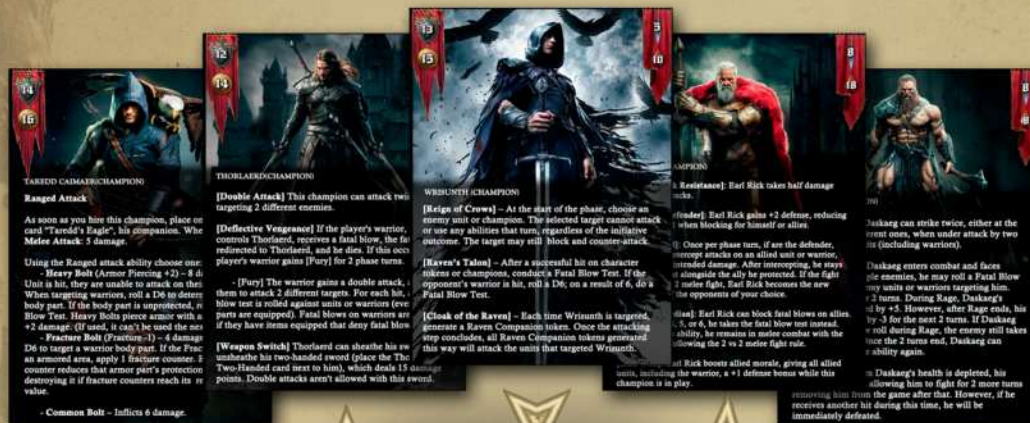 14
16
TAREDD CAIMAER(CHAMPION)
Ranged Attack
As soon as you hire this champion, place on
card "Taredd's Eagle", his companion. Whe
Melee Attack: 5 damage.
Using the Ranged attack ability choose one:
- Heavy Bolt (Armor Piercing +2) – 8 d
Unit is hit, they are unable to attack on the
When targeting warriors, roll a D6 to deter
body part. If the body part is unprotected, r
Blow Test. Heavy Bolts pierce armor with a
+2 damage. (If used, it can't be used the nex
- Fracture Bolt (Fracture -1) – 4 damag
D6 to target a warrior body part. If the Frac
an armored area, apply 1 fracture counter. F
counter reduces that armor part's protection
destroying it if fracture counters reach its re
value.
- Common Bolt – Inflicts 6 damage.
12
14
THORLAERD(CHAMPION)
[Double Attack] This champion can attack twi
targeting 2 different enemies.
[Deflective Vengeance] If the player's warrior,
controls Thorlaerd, receives a fatal blow, the fat
redirected to Thorlaerd, and he dies. If this occ
player's warrior gains [Fury] for 2 phase turns.
- [Fury] The warrior gains a double attack, a
them to attack 2 different targets. For each hit,
blow test is rolled against units or warriors (eve
parts are equipped). Fatal blows on warriors are
if they have items equipped that deny fatal blow
[Weapon Switch] Thorlaerd can sheathe his sw
unsheathe his two-handed sword (place the Tho
Two-Handed card next to him), which deals 15 damage
points. Double attacks aren't allowed with this sword.
13
15
5
10
WRISUNTH (CHAMPION)
[Reign of Crows] – At the start of the phase, choose an
enemy unit or champion. The selected target cannot attack
or use any abilities that turn, regardless of the initiative
outcome. The target may still block and counter-attack.
[Raven's Talon] – After a successful hit on character
tokens or champions, conduct a Fatal Blow Test. If the
opponent's warrior is hit, roll a D6; on a result of 6, do a
Fatal Blow Test.
[Cloak of the Raven] – Each time Wrisunth is targeted,
generate a Raven Companion token. Once the attacking
step concludes, all Raven Companion tokens generated
this way will attack the units that targeted Wrisunth.
8
18
AMPION)
k Resistance]: Earl Rick takes half damage
acks.
efender]: Earl Rick gains +2 defense, reducing
when blocking for himself or allies.
]: Once per phase turn, if are the defender,
ntercept attacks on an allied unit or warrior,
intended damage. After intercepting, he stays
t alongside the ally he protected. If the fight
2 melee fight, Earl Rick becomes the new
the opponents of your choice.
dian]: Earl Rick can block fatal blows on allies.
5, or 6, he takes the fatal blow test instead.
ability, he remains in melee combat with the
ollowing the 2 vs 2 melee fight rule.
arl Rick boosts allied morale, giving all allied
units, including the warrior, a +1 defense bonus while this
champion is in play.
8
ON)
Daskaeg can strike twice, either at the
erent ones, when under attack by two
its (including warriors).
Daskaeg enters combat and faces
ple enemies, he may roll a Fatal Blow
my units or warriors targeting him.
2 turns. During Rage, Daskaeg's
d by +5. However, after Rage ends, his
y -3 for the next 2 turns. If Daskaeg
roll during Rage, the enemy still takes
nce the 2 turns end, Daskaeg can
ability again.
n Daskaeg's health is depleted, his
allowing him to fight for 2 more turns
removing him from the game after that. However, if he
receives another hit during this time, he will be
immediately defeated.